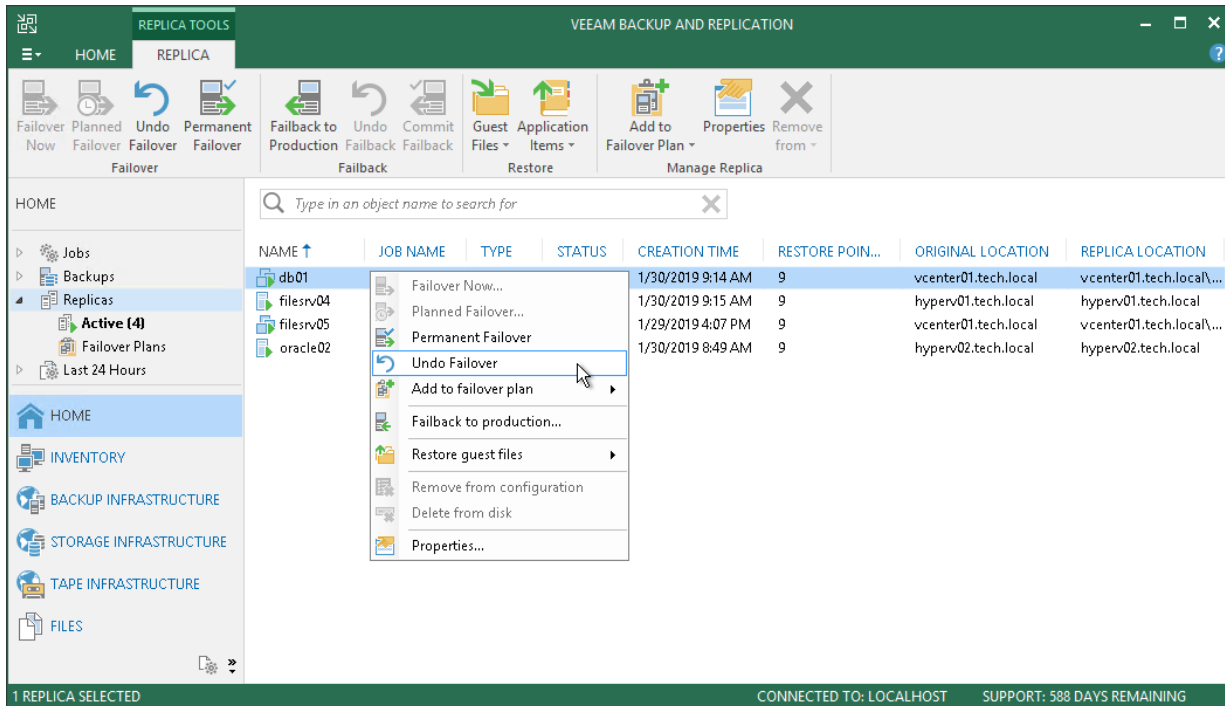 REPLICA TOOLS
VEEAM BACKUP AND REPLICATION
HOME
REPLICA
?
Failover Now
Planned Failover
Undo Failover
Permanent Failover
Failover
Failback to Production
Undo Failback
Commit Failback
Failback
Guest Files
Application Items
Restore
Add to Failover Plan
Properties
Remove from
Manage Replica
HOME
Jobs
Backups
Replicas
Active (4)
Failover Plans
Last 24 Hours
HOME
INVENTORY
BACKUP INFRASTRUCTURE
STORAGE INFRASTRUCTURE
TAPE INFRASTRUCTURE
FILES
Type in an object name to search for
NAME JOB NAME TYPE STATUS CREATION TIME RESTORE POIN... ORIGINAL LOCATION REPLICA LOCATION
db01 1/30/2019 9:14 AM 9 vcenter01.tech.local vcenter01.tech.local\...
filesrv04 1/30/2019 9:15 AM 9 hyperv01.tech.local hyperv01.tech.local
filesrv05 1/29/2019 4:07 PM 9 vcenter01.tech.local vcenter01.tech.local\...
oracle02 1/30/2019 8:49 AM 9 hyperv02.tech.local hyperv02.tech.local
Failover Now...
Planned Failover...
Permanent Failover
Undo Failover
Add to failover plan
Failback to production...
Restore guest files
Remove from configuration
Delete from disk
Properties...
1 REPLICA SELECTED
CONNECTED TO: LOCALHOST
SUPPORT: 588 DAYS REMAINING